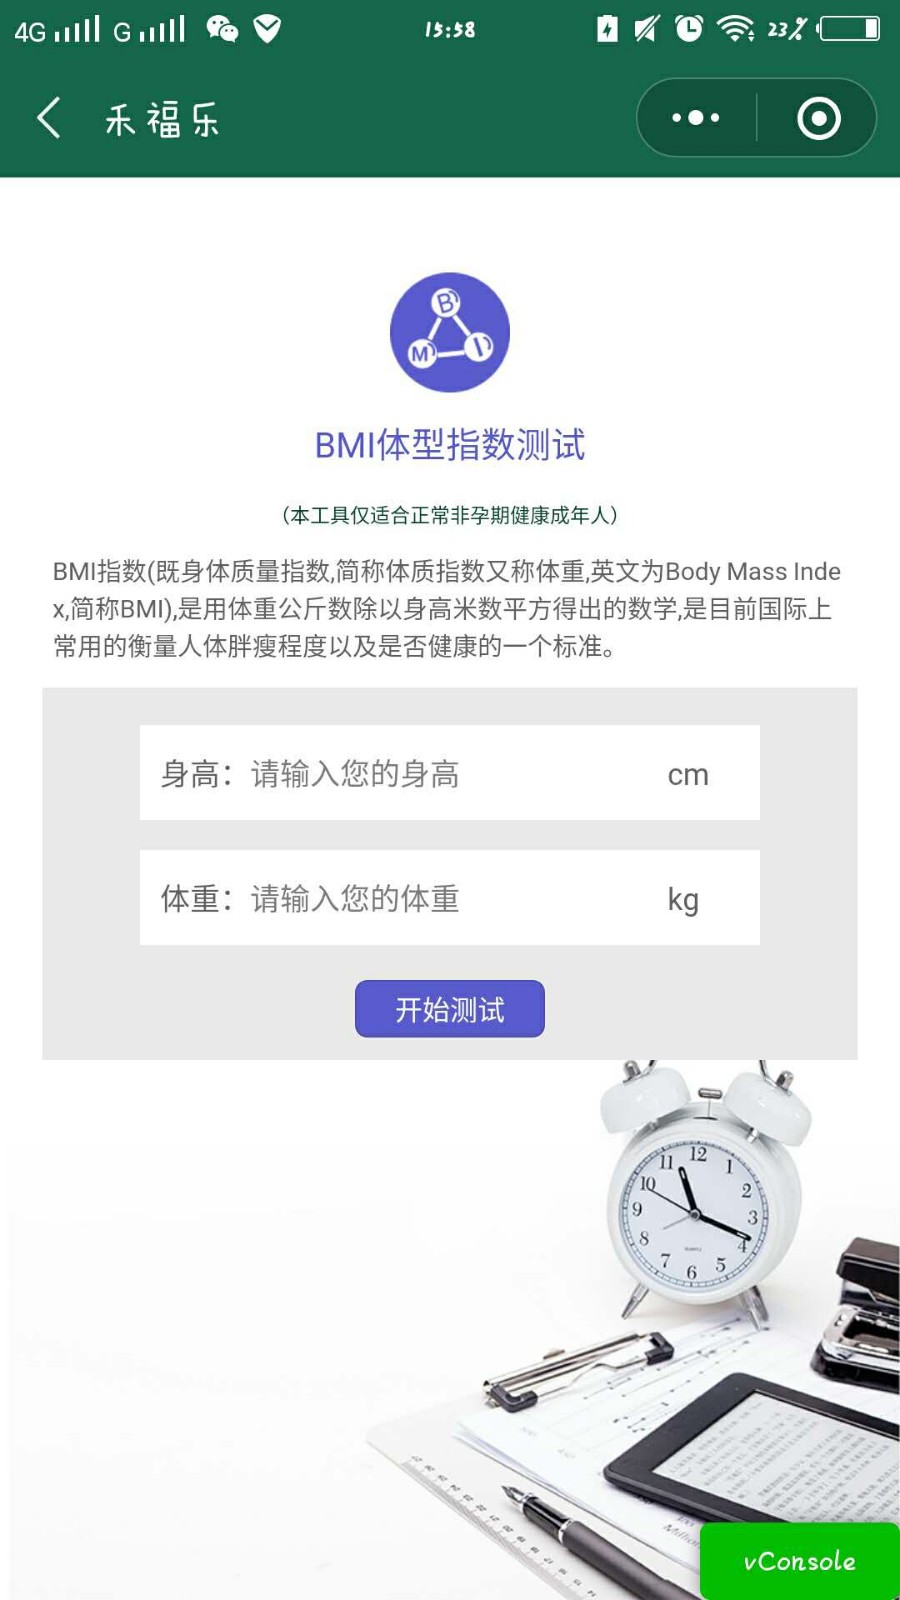 4G G 15:58 23%
禾福乐
B
M I
BMI体型指数测试
（本工具仅适合正常非孕期健康成年人）
BMI指数(既身体质量指数,简称体质指数又称体重,英文为Body Mass Inde
x,简称BMI),是用体重公斤数除以身高米数平方得出的数学,是目前国际上
常用的衡量人体胖瘦程度以及是否健康的一个标准。
身高：请输入您的身高 cm
体重：请输入您的体重 kg
开始测试
11 12 1
10 2
9 3
8 4
7 6 5
vConsole